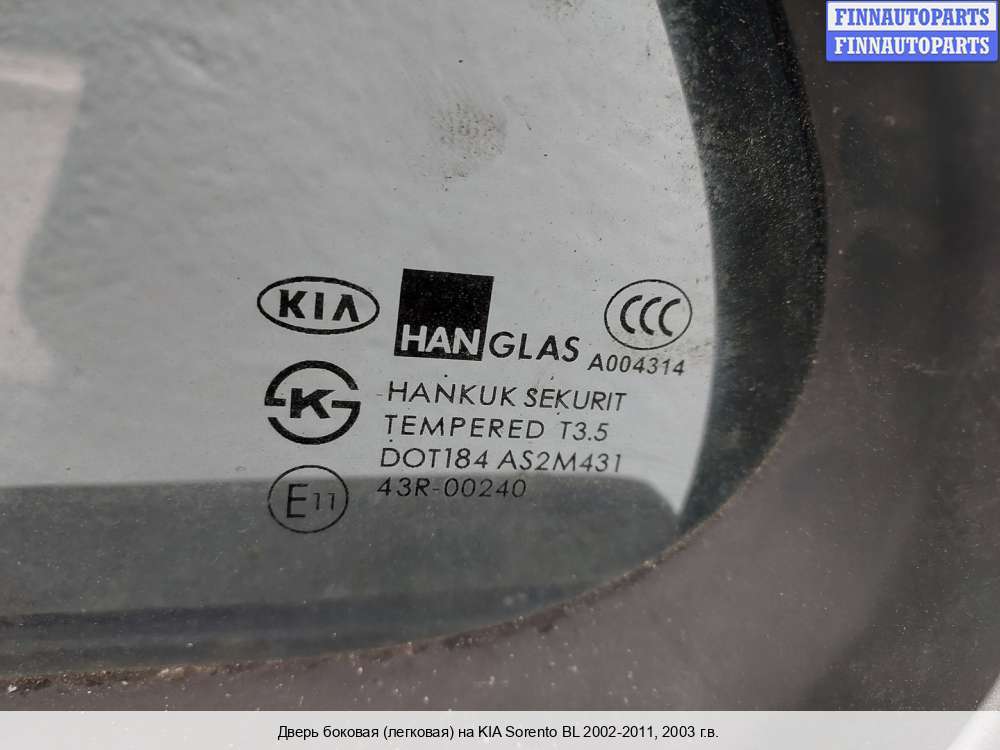 FINNAUTOPARTS
FINNAUTOPARTS
KIA
HANGLAS
CCC
A004314
K
HANKUK SEKURIT
TEMPERED T3.5
DOT184 AS2M431
E11
43R-00240
Дверь боковая (легковая) на KIA Sorento BL 2002-2011, 2003 г.в.